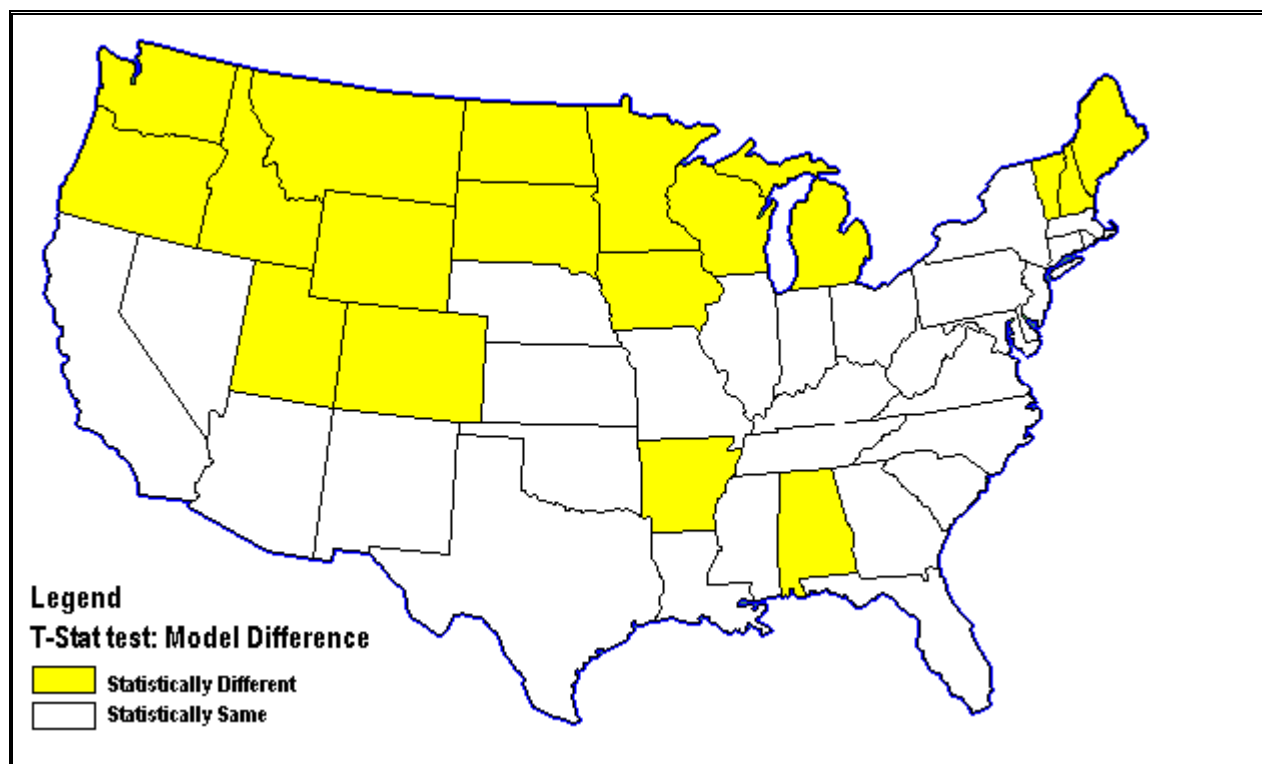 Legend
T-Stat test: Model Difference
Statistically Different
Statistically Same